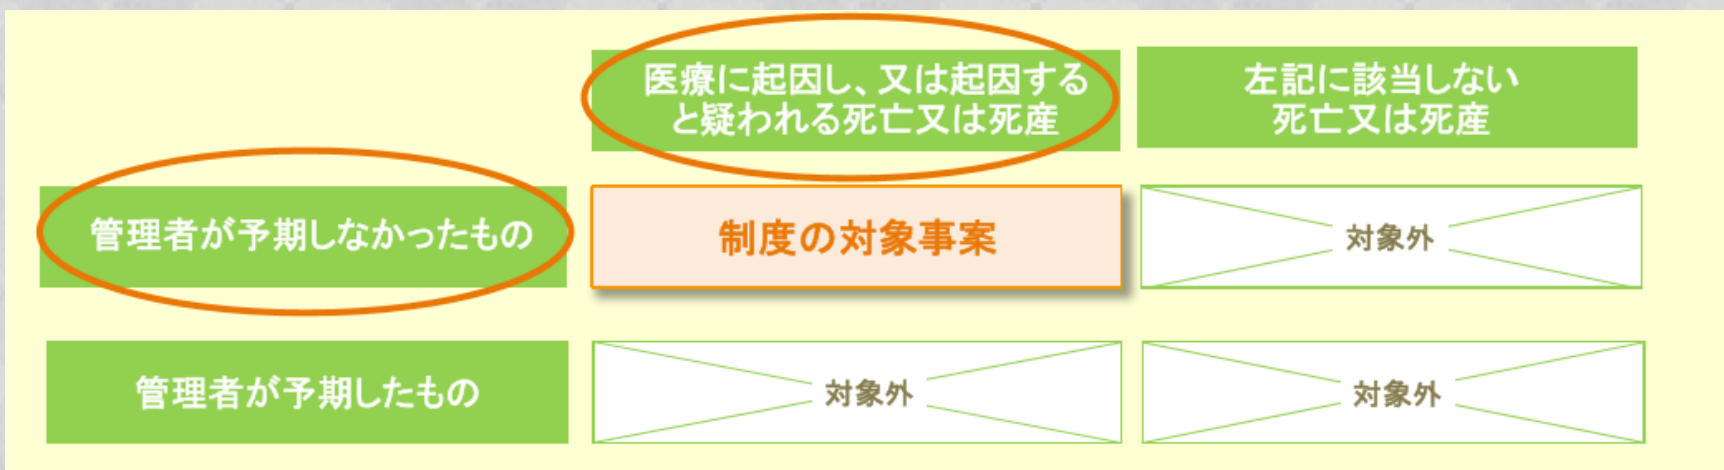 医療に起因し、又は起因する
と疑われる死亡又は死産
左記に該当しない
死亡又は死産
管理者が予期しなかったもの
制度の対象事案
対象外
管理者が予期したもの
対象外
対象外